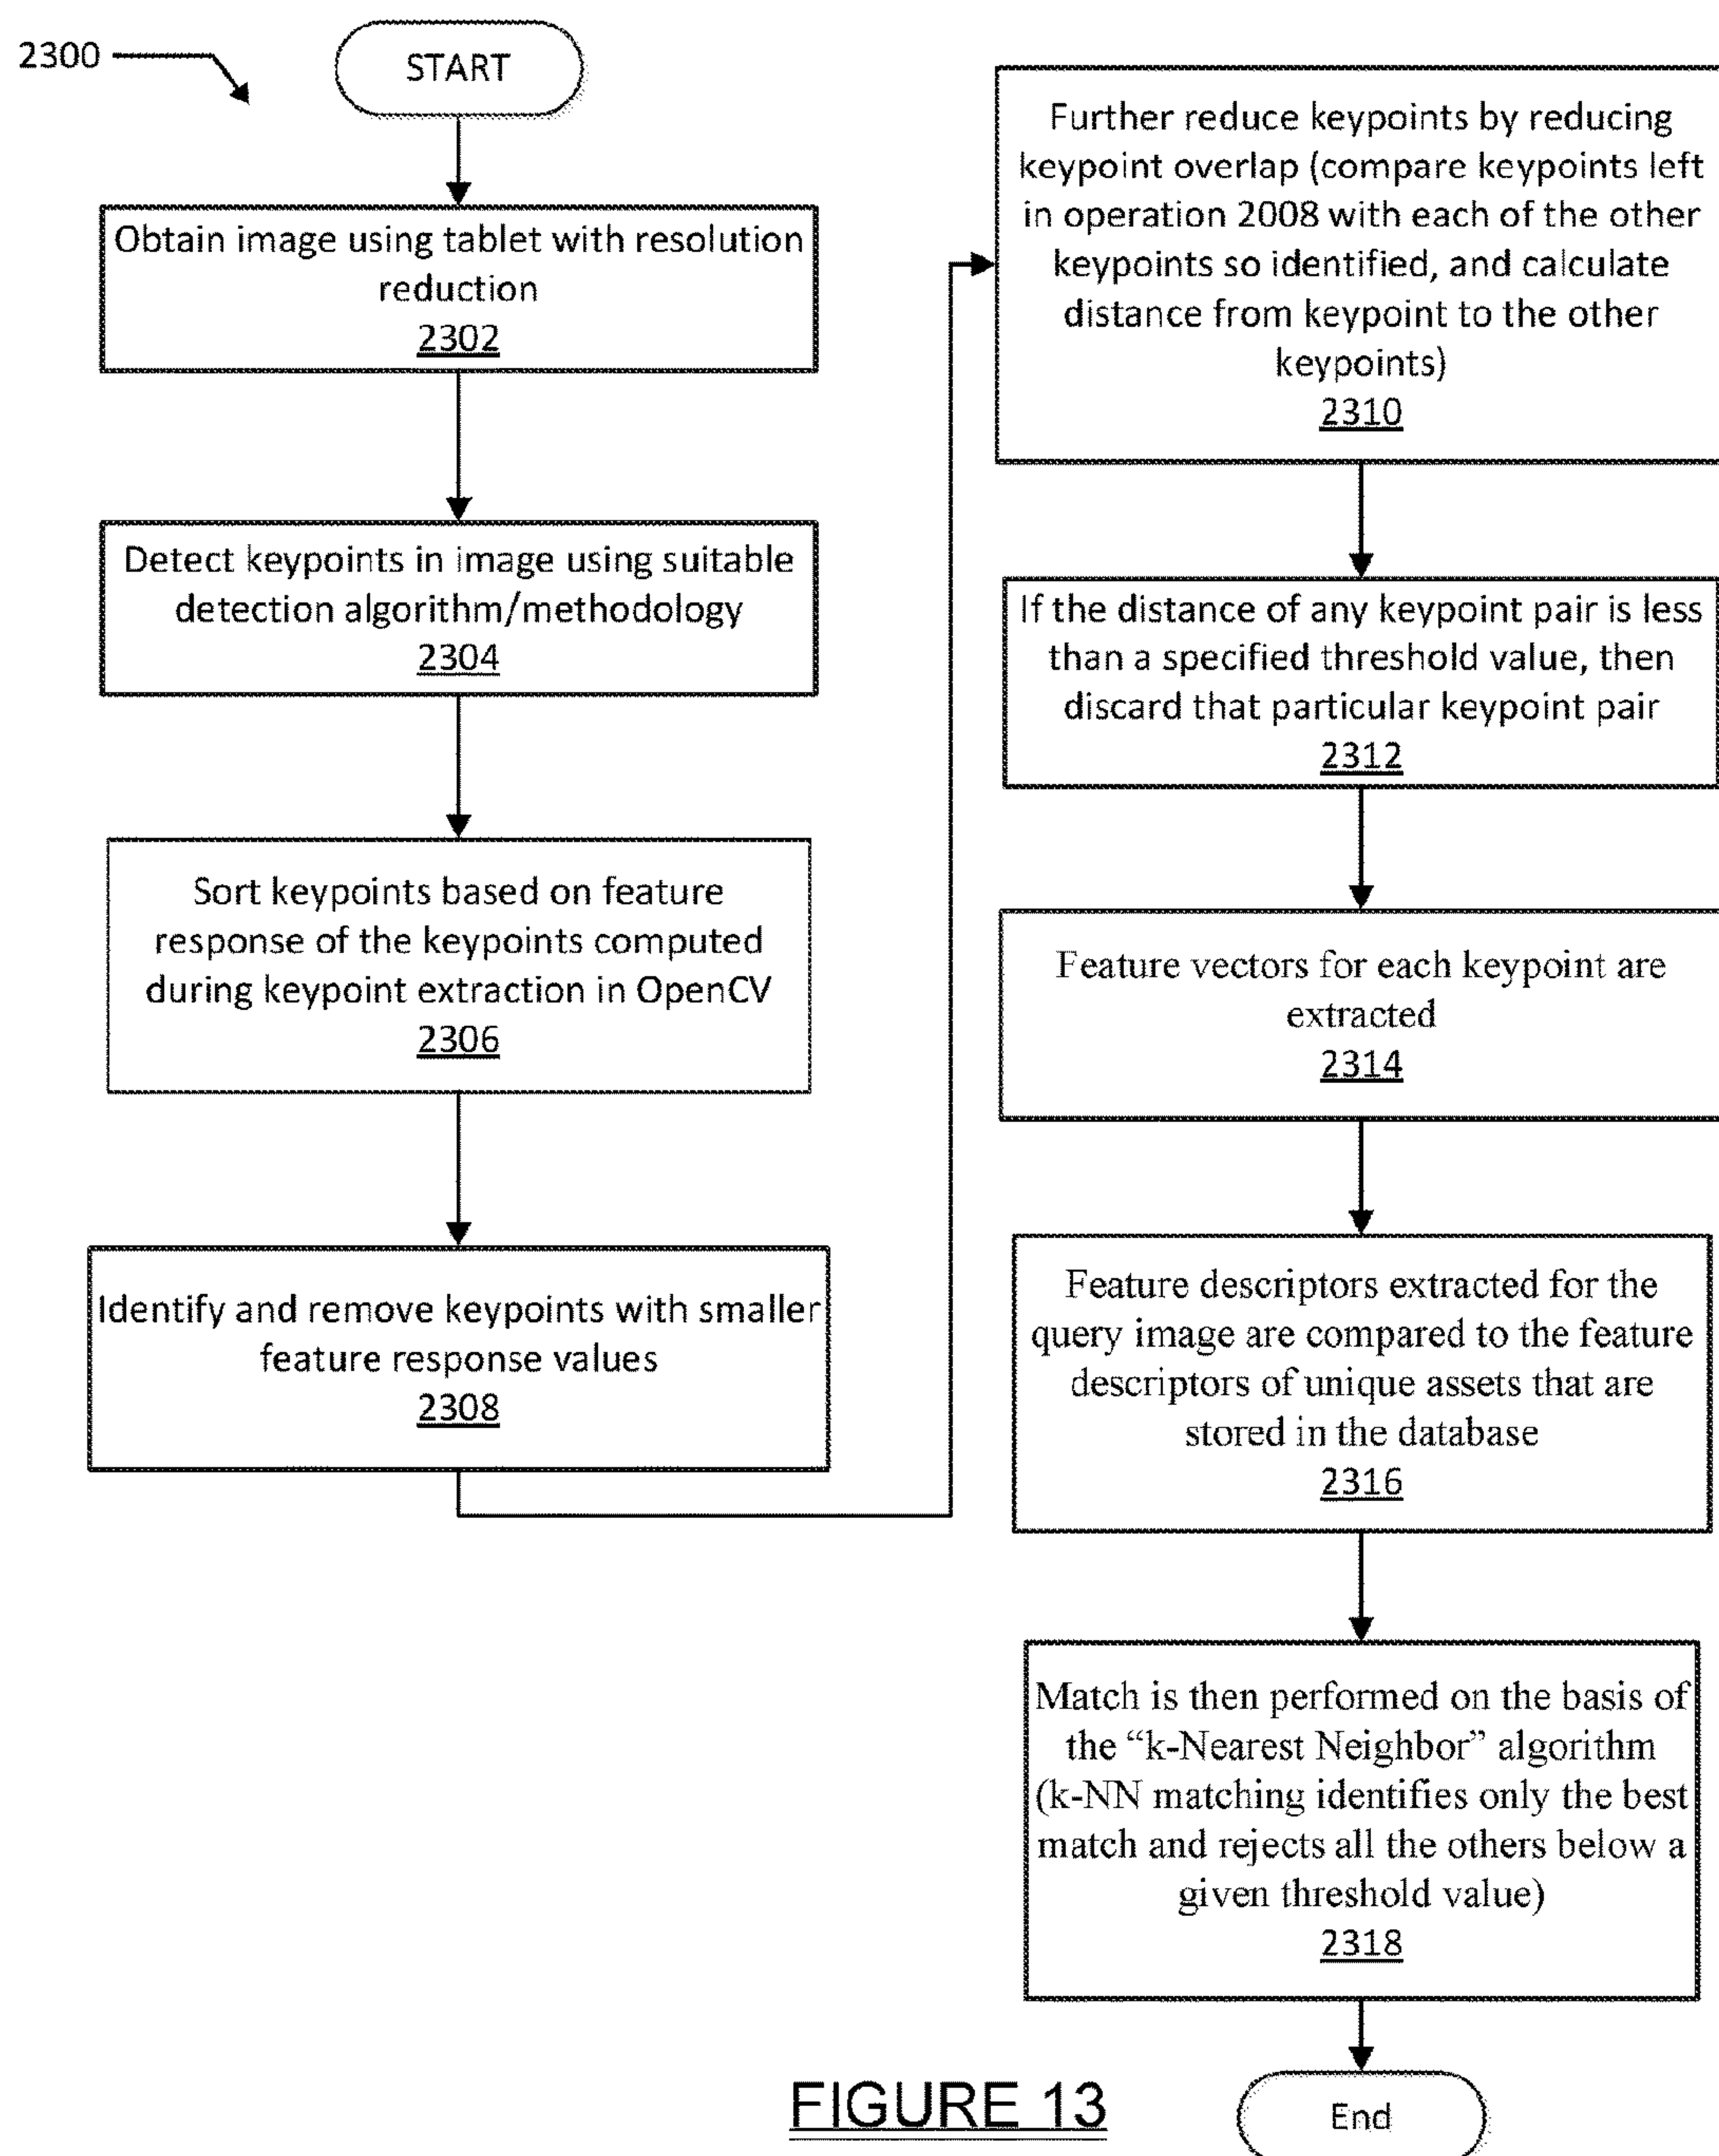 2300
START
Obtain image using tablet with resolution
reduction
2302
Detect keypoints in image using suitable
detection algorithm/methodology
2304
Sort keypoints based on feature
response of the keypoints computed
during keypoint extraction in OpenCV
2306
Identify and remove keypoints with smaller
feature response values
2308
Further reduce keypoints by reducing
keypoint overlap (compare keypoints left
in operation 2008 with each of the other
keypoints so identified, and calculate
distance from keypoint to the other
keypoints)
2310
If the distance of any keypoint pair is less
than a specified threshold value, then
discard that particular keypoint pair
2312
Feature vectors for each keypoint are
extracted
2314
Feature descriptors extracted for the
query image are compared to the feature
descriptors of unique assets that are
stored in the database
2316
Match is then performed on the basis of
the “k-Nearest Neighbor” algorithm
(k-NN matching identifies only the best
match and rejects all the others below a
given threshold value)
2318
End
FIGURE 13